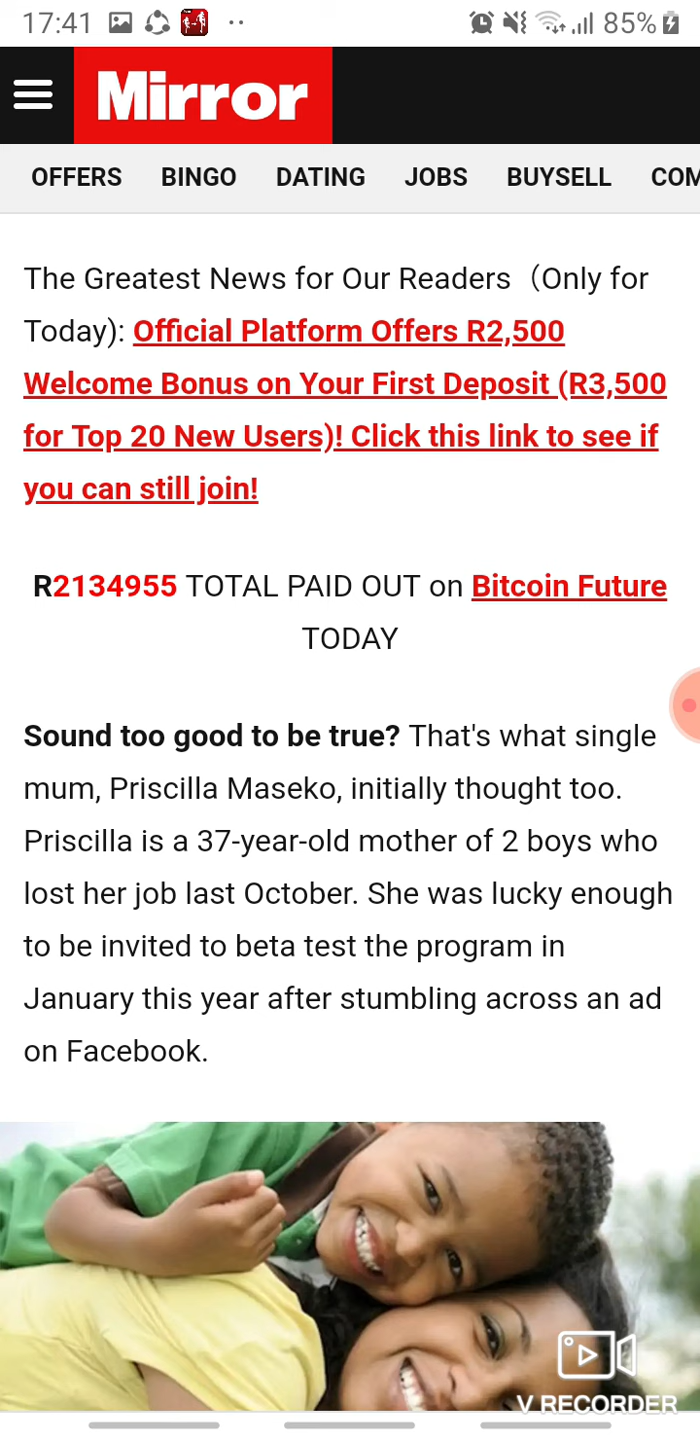 17:41
85%
Mirror
OFFERS BINGO DATING JOBS BUYSELL COM
The Greatest News for Our Readers（Only for
Today): Official Platform Offers R2,500
Welcome Bonus on Your First Deposit (R3,500
for Top 20 New Users)! Click this link to see if
you can still join!
R2134955 TOTAL PAID OUT on Bitcoin Future
TODAY
Sound too good to be true? That's what single
mum, Priscilla Maseko, initially thought too.
Priscilla is a 37-year-old mother of 2 boys who
lost her job last October. She was lucky enough
to be invited to beta test the program in
January this year after stumbling across an ad
on Facebook.
V RECORDER